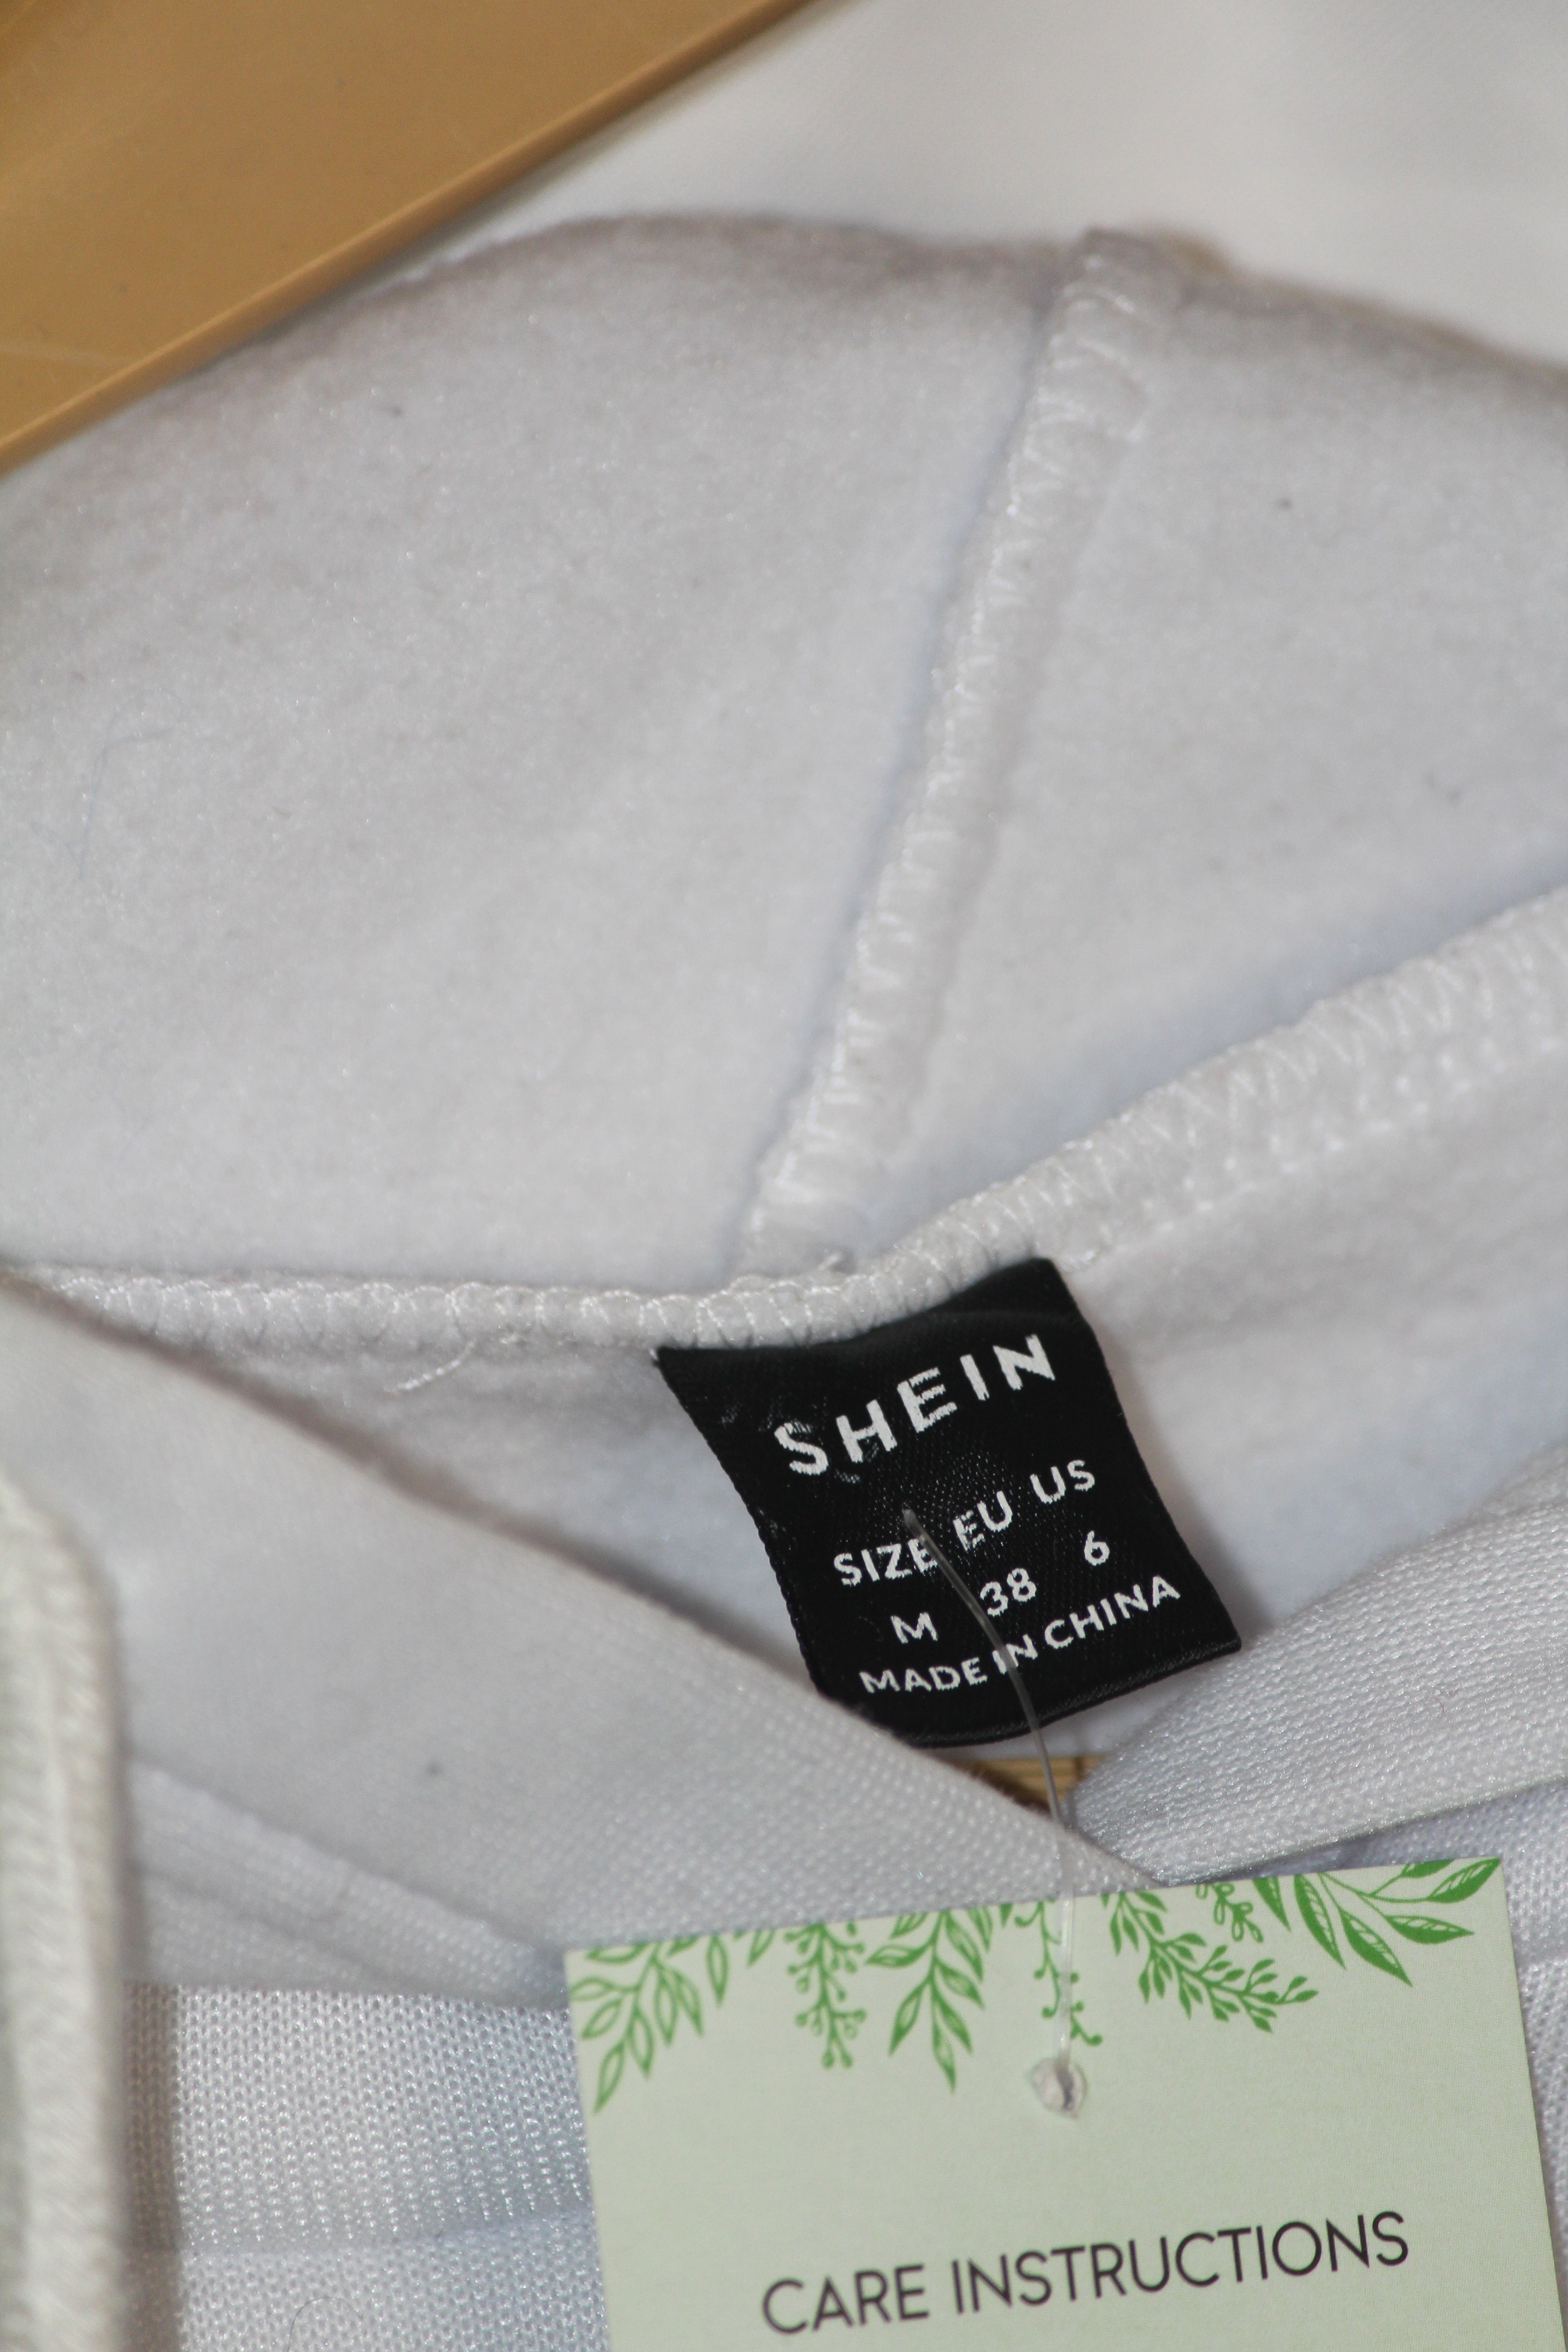 SHEIN
SIZE EU US
M 38 6
MADE IN CHINA
CARE INSTRUCTIONS